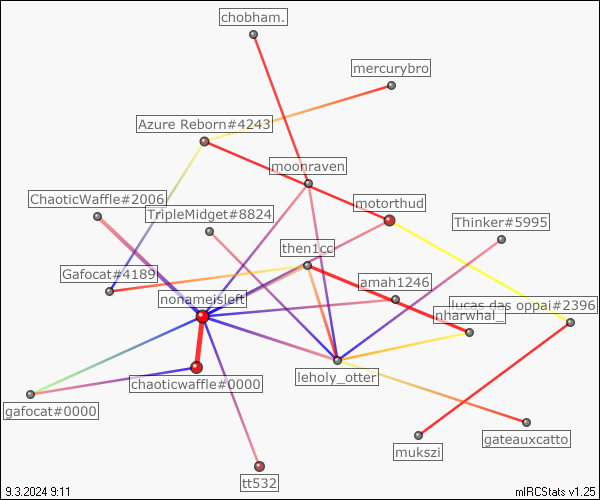 chobham.
mercurybro
Azure Reborn#4243
moonraven
ChaoticWaffle#2006
motorthud
TripleMidget#8824
Thinker#5995
then1cc
Gafocat#4189
amah1246
nonameisleft
lucas das oppai#2396
nharwhal_
leholy_otter
chaoticwaffle#0000
gafocat#0000
gateauxcatto
mukszi
tt532
9.3.2024 9:11
mIRCStats v1.25